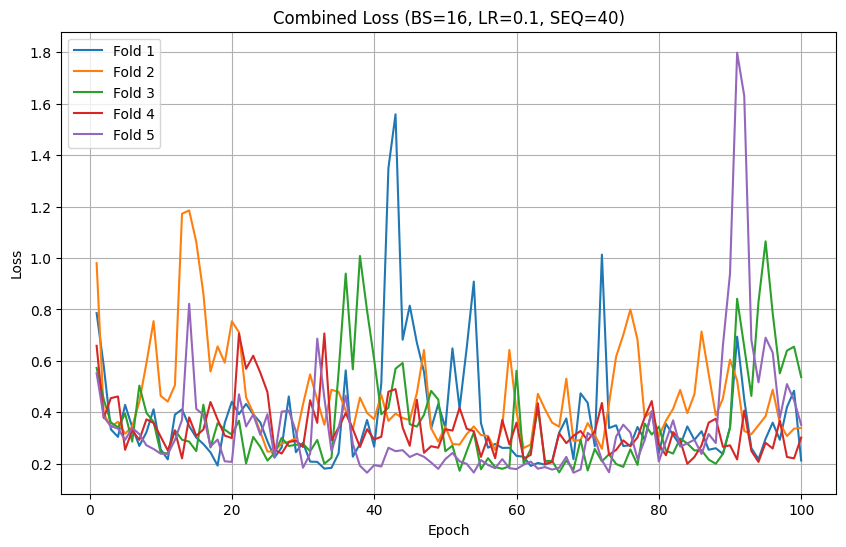 Combined Loss (BS=16, LR=0.1, SEQ=40)
Fold 1
Fold 2
Fold 3
Fold 4
Fold 5
1.8
1.6
1.4
1.2
1.0
0.8
0.6
0.4
0.2
Loss
0 20 40 60 80 100
Epoch